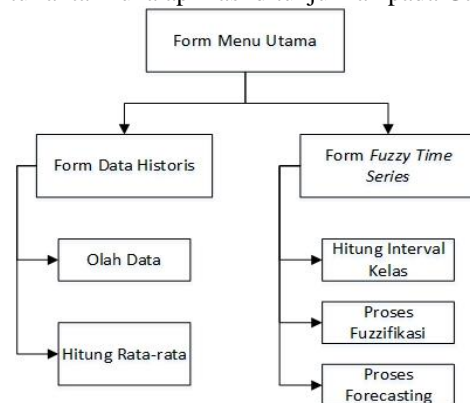 Form Menu Utama
Form Data Historis
Form Fuzzy Time
Series
Olah Data
Hitung Interval
Kelas
Proses
Fuzzifikasi
Hitung Rata-rata
Proses
Forecasting